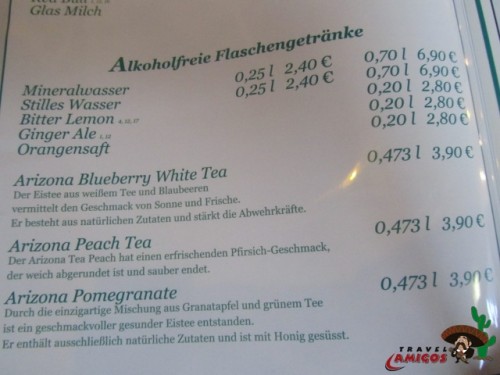 Glas Milch
Alkoholfreie Flaschengetränke
Mineralwasser 0,25 l 2,40 € 0,70 l 6,90 €
Stilles Wasser 0,25 l 2,40 € 0,70 l 6,90 €
Bitter Lemon 0,20 l 2,80 €
Ginger Ale 0,20 l 2,80 €
Orangensaft 0,20 l 2,80 €
Arizona Blueberry White Tea 0,473 l 3,90 €
Der Eistee aus weißem Tee und Blaubeeren
vermittelt den Geschmack von Sonne und Frische.
Er besteht aus natürlichen Zutaten und stärkt die Abwehrkräfte.
Arizona Peach Tea 0,473 l 3,90 €
Der Arizona Tea Peach hat einen erfrischenden Pfirsich-Geschmack,
der weich abgerundet ist und sauber endet.
Arizona Pomegranate 0,473 l 3,90 €
Durch die einzigartige Mischung aus Granatapfel und grünem Tee
ist ein geschmackvoller gesunder Eistee entstanden.
Er enthält ausschließlich natürliche Zutaten und ist mit Honig gesüsst.
TRAVEL
AMIGOS